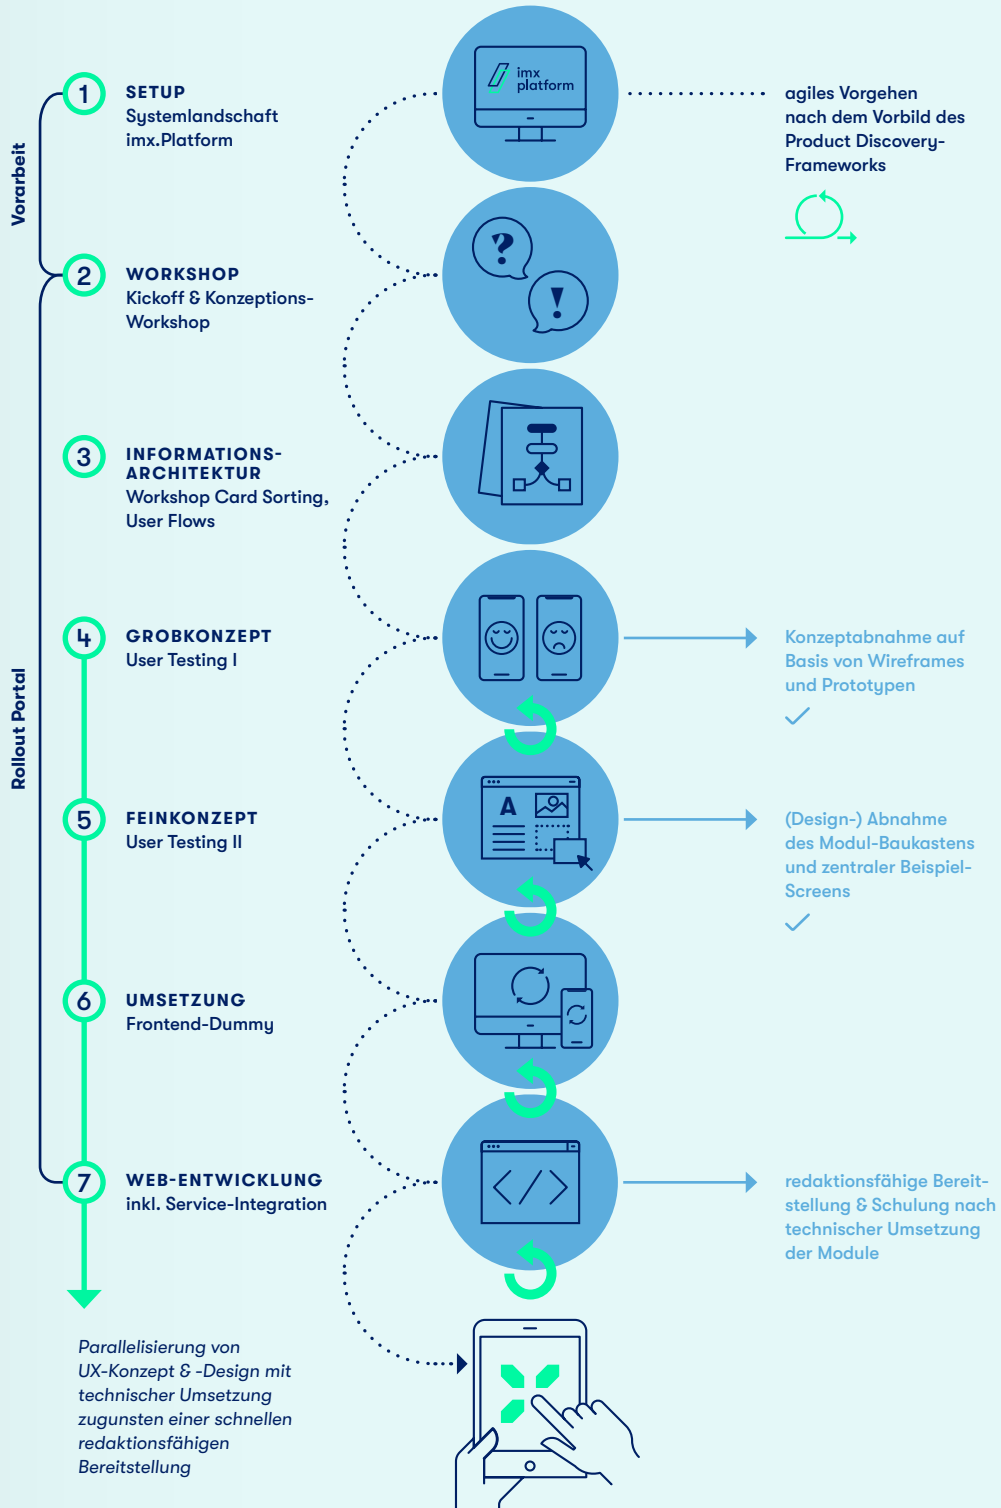 Vorarbeit
Rollout Portal
1
SETUP
Systemlandschaft
imx.Platform
imx
platform
agiles Vorgehen
nach dem Vorbild des
Product Discovery-
Frameworks
2
WORKSHOP
Kickoff & Konzeptions-
Workshop
?
!
3
INFORMATIONS-
ARCHITEKTUR
Workshop Card Sorting,
User Flows
4
GROBKONZEPT
User Testing I
Konzeptabnahme auf
Basis von Wireframes
und Prototypen
5
FEINKONZEPT
User Testing II
A
(Design-) Abnahme
des Modul-Baukastens
und zentraler Beispiel-
Screens
6
UMSETZUNG
Frontend-Dummy
7
WEB-ENTWICKLUNG
inkl. Service-Integration
</>
redaktionsfähige Bereit-
stellung & Schulung nach
technischer Umsetzung
der Module
Parallelisierung von
UX-Konzept & -Design mit
technischer Umsetzung
zugunsten einer schnellen
redaktionsfähigen
Bereitstellung